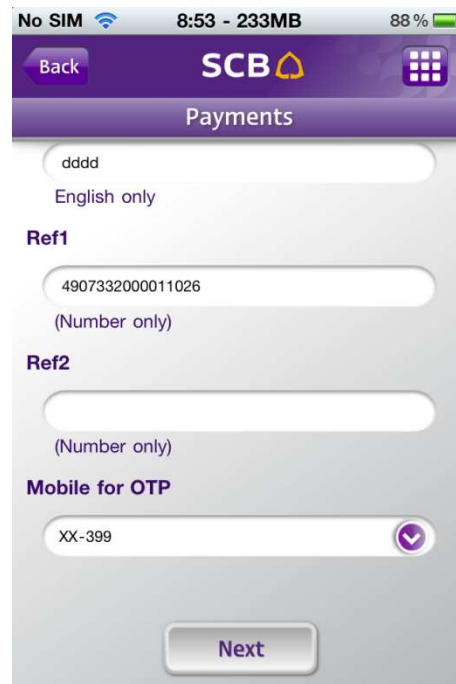 No SIM 8:53 - 233MB 88 %
Back SCB
Payments
dddd
English only
Ref1
4907332000011026
(Number only)
Ref2
(Number only)
Mobile for OTP
XX-399
Next